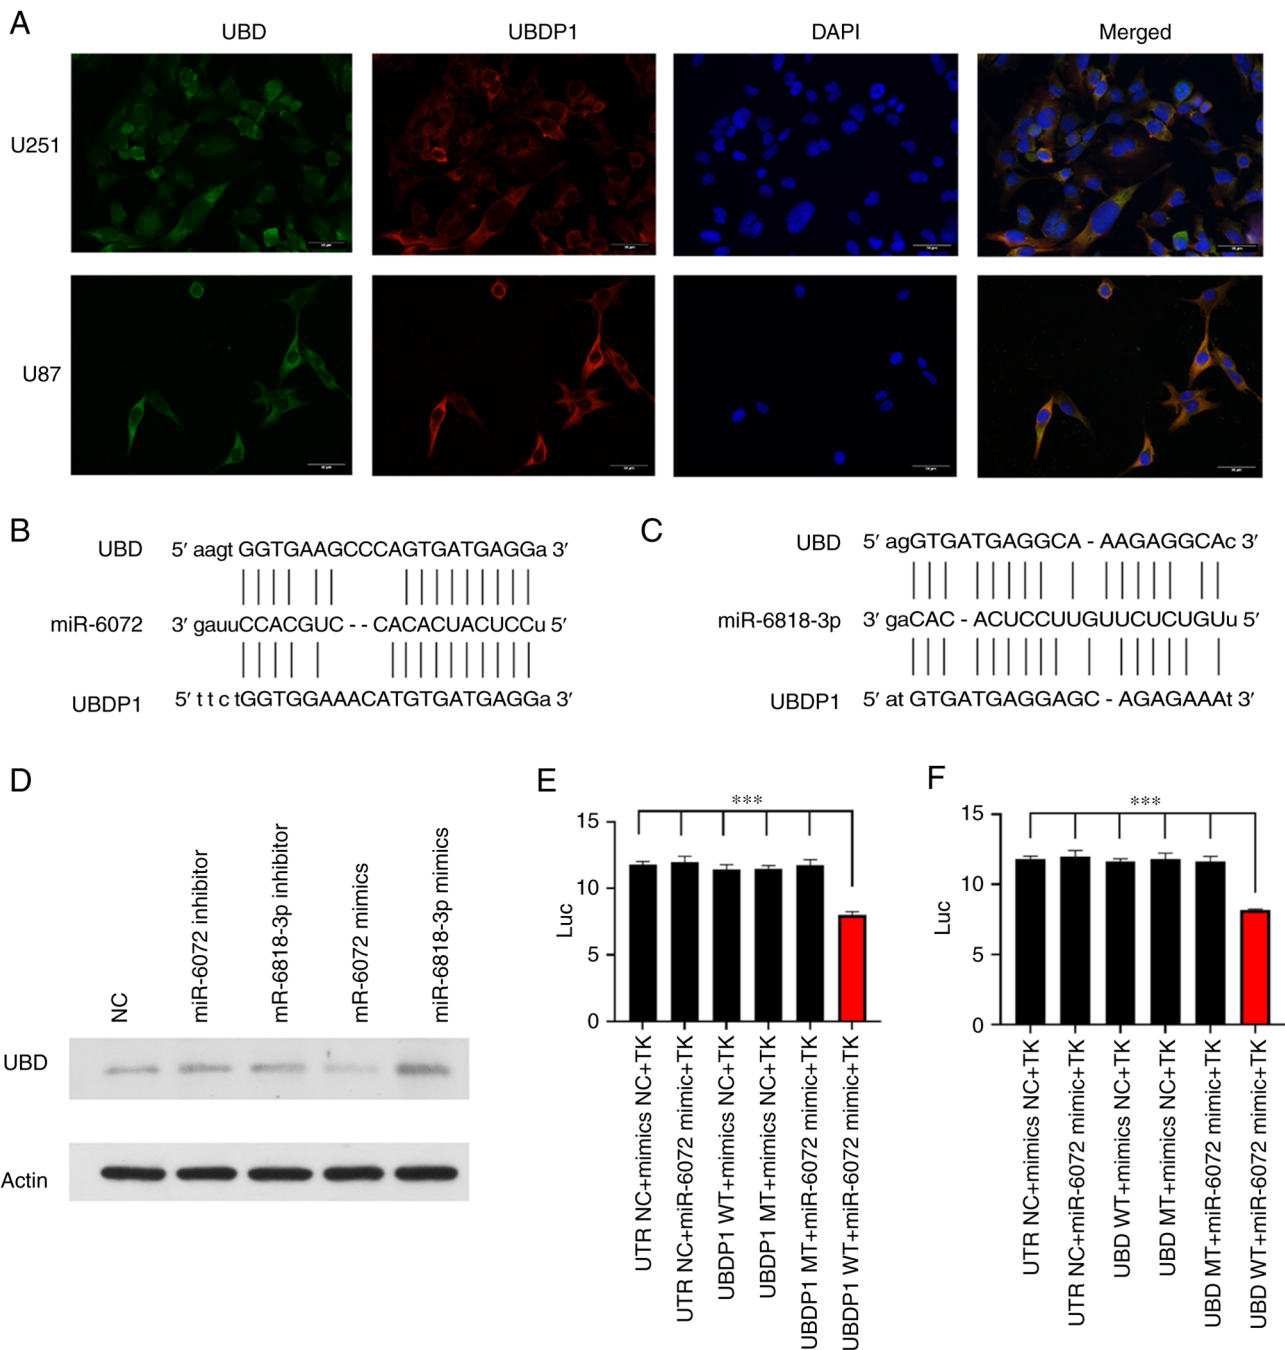 A
UBD UBDP1 DAPI Merged
U251
U87
B
UBD 5′ aagt GGTGAAGCCCAGTGATGAGGa 3′
miR-6072 3′ gauuCCACGUC - - CACACUACUCCu 5′
UBDP1 5′ t t c tGGTGGAAACATGTGATGAGGa 3′
C
UBD 5′ agGTGATGAGGCA - AAGAGGCAc 3′
miR-6818-3p 3′ gaCAC - ACUCCUUGUUCUCUGUu 5′
UBDP1 5′ at GTGATGAGGAGC - AGAGAAAt 3′
D
NC
miR-6072 inhibitor
mR-6818-3p inhibitor
mR-6072 mimics
miR-6818-3p mimics
UBD
Actin
E
***
15
10
5
0
Luc
UTR NC+mimics NC+TK
UTR NC+miR-6072 mimic+TK
UBDP1 WT+mimics NC+TK
UBDP1 MT+mimics NC+TK
UBDP1 MT+miR-6072 mimic+TK
UBDP1 WT+miR-6072 mimic+TK
F
***
15
10
5
0
Luc
UTR NC+mimics NC+TK
UTR NC+miR-6072 mimic+TK
UBD WT+mimics NC+TK
UBD MT+mimics NC+TK
UBD MT+miR-6072 mimic+TK
UBD WT+miR-6072 mimic+TK